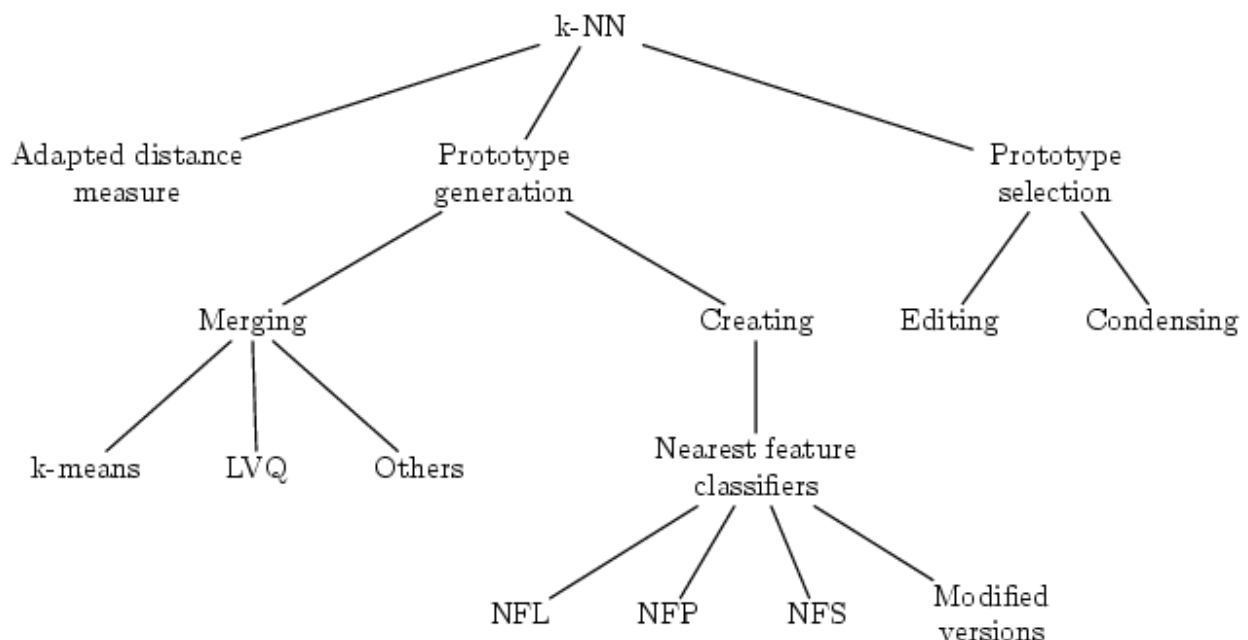 k-NN
Adapted distance
measure
Prototype
generation
Prototype
selection
Merging
Creating
Editing
Condensing
k-means
LVQ
Others
Nearest feature
classifiers
NFL
NFP
NFS
Modified
versions